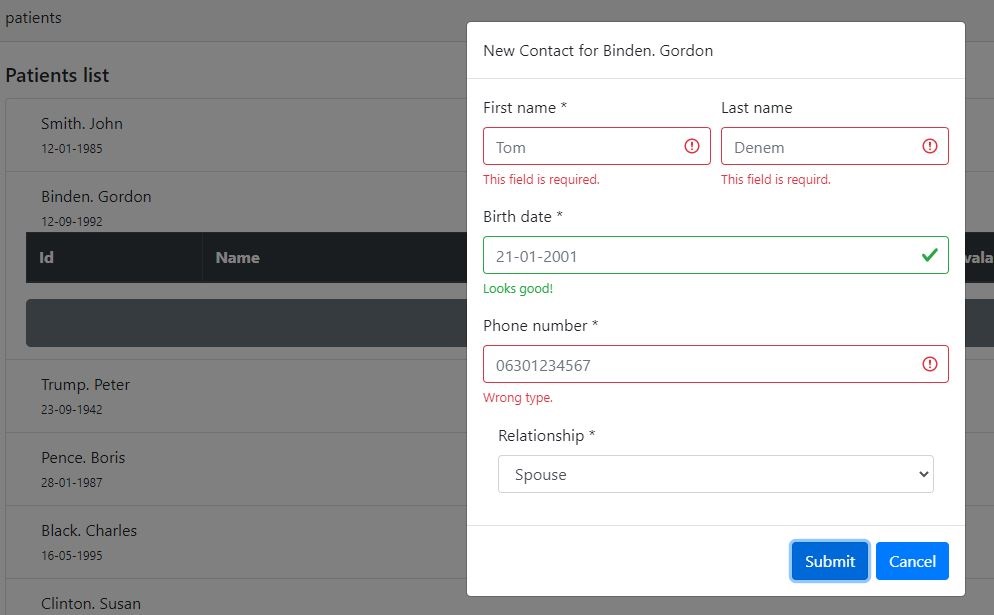 patients
Patients list
Smith. John
12-01-1985
Binden. Gordon
12-09-1992
Id Name vala
Trump. Peter
23-09-1942
Pence. Boris
28-01-1987
Black. Charles
16-05-1995
Clinton. Susan
New Contact for Binden. Gordon
First name * Last name
Tom Denem
This field is required. This field is requird.
Birth date *
21-01-2001
Looks good!
Phone number *
06301234567
Wrong type.
Relationship *
Spouse
Submit Cancel